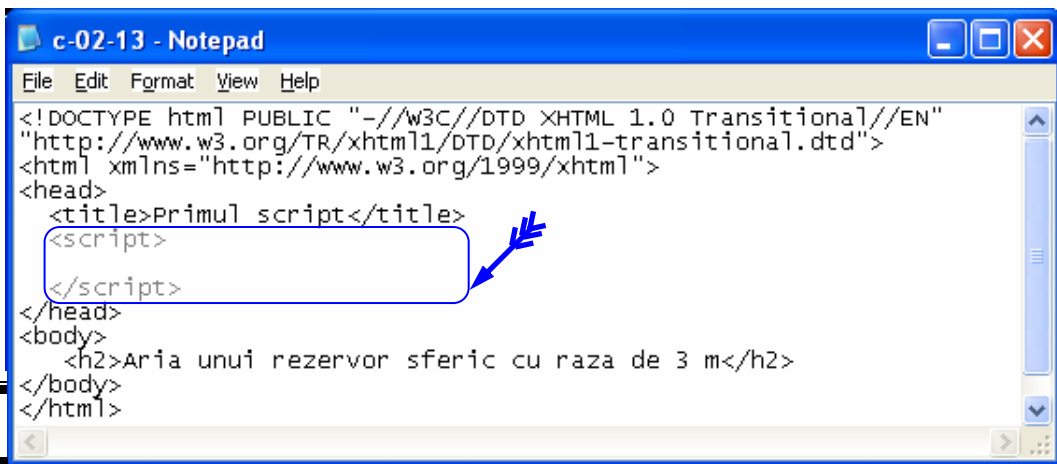 c-02-13 - Notepad
File Edit Format View Help
<!DOCTYPE html PUBLIC "-//W3C//DTD XHTML 1.0 Transitional//EN"
"http://www.w3.org/TR/xhtml1/DTD/xhtml1-transitional.dtd">
<html xmlns="http://www.w3.org/1999/xhtml">
<head>
<title>Primul script</title>
<script>
</script>
</head>
<body>
<h2>Aria unui rezervor sferic cu raza de 3 m</h2>
</body>
</html>